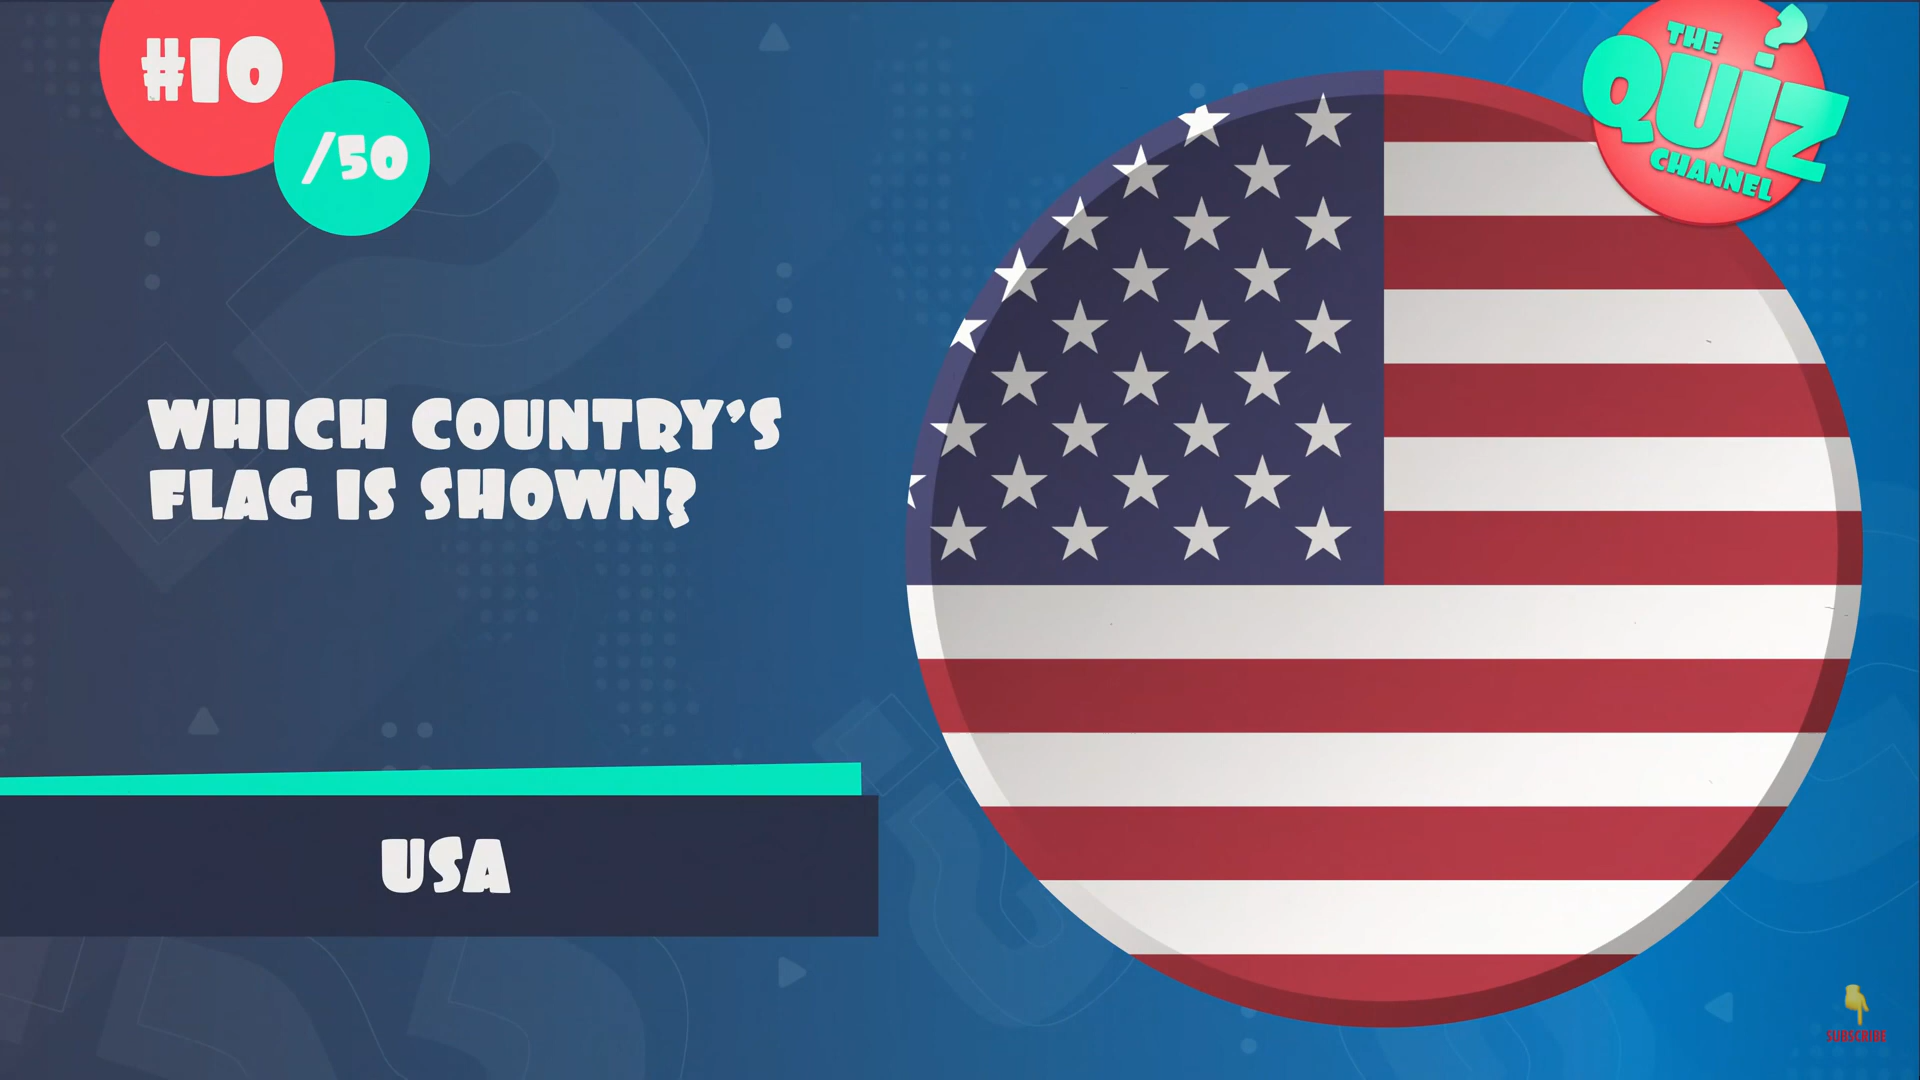 #10
/50
THE
QUIZ
CHANNEL
WHICH COUNTRY'S
FLAG IS SHOWN?
USA
SUBSCRIBE